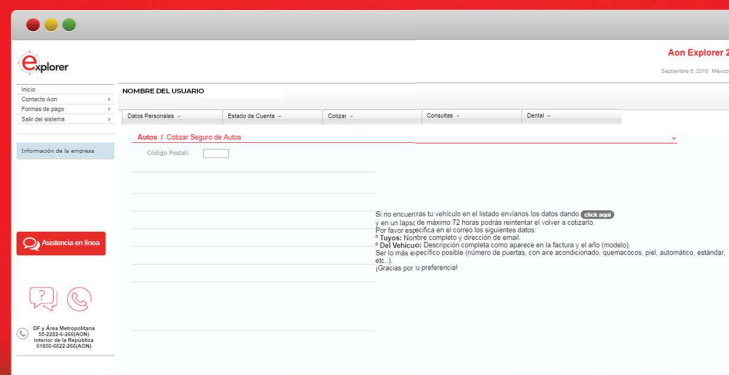 explorer
Aon Explorer 2
Septiembre 6, 2016 México
Inicio
Contacto Aon
Formas de pago
Salir del sistema
Información de la empresa
Asistencia en línea
?
DF y Área Metropolitana
55-2282-6-266(AON)
Interior de la República
01800-6622-266(AON)
NOMBRE DEL USUARIO
Datos Personales Estado de Cuenta Cotizar Consultas Dental
Autos / Cotizar Seguro de Autos
Código Postal:
Si no encuentras tu vehículo en el listado envíanos los datos dando click aquí
y en un lapso de máximo 72 horas podrás reintentar el volver a cotizarlo.
Por favor especifica en el correo los siguientes datos:
º Tuyos: Nombre completo y dirección de email.
º Del Vehicuo: Descripción completa como aparece en la factura y el año (modelo).
Ser lo más específico posible (número de puertas, con aire acondicionado, quemacocos, piel, automático, estándar,
etc..).
¡Gracias por u preferencia!